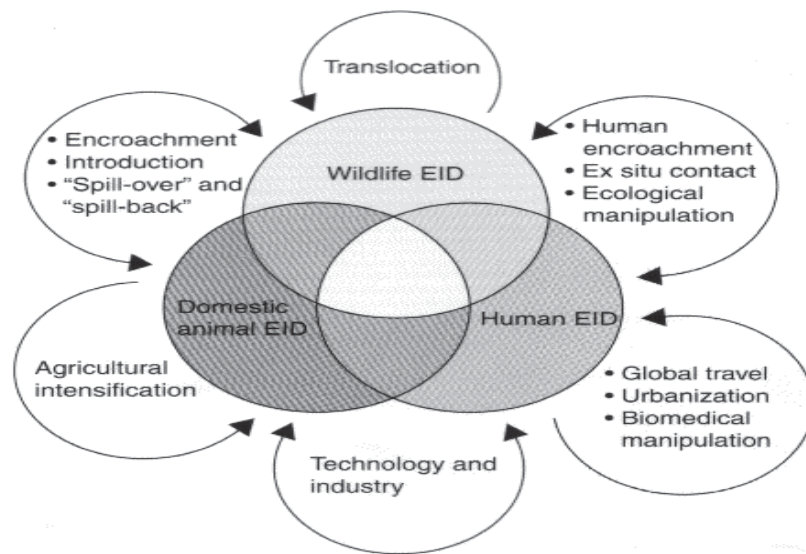 Translocation
• Encroachment
• Introduction
• “Spill-over” and
“spill-back”
• Human
encroachment
• Ex situ contact
• Ecological
manipulation
Wildlife EID
Domestic
animal EID
Human EID
Agricultural
intensification
• Global travel
• Urbanization
• Biomedical
manipulation
Technology and
industry